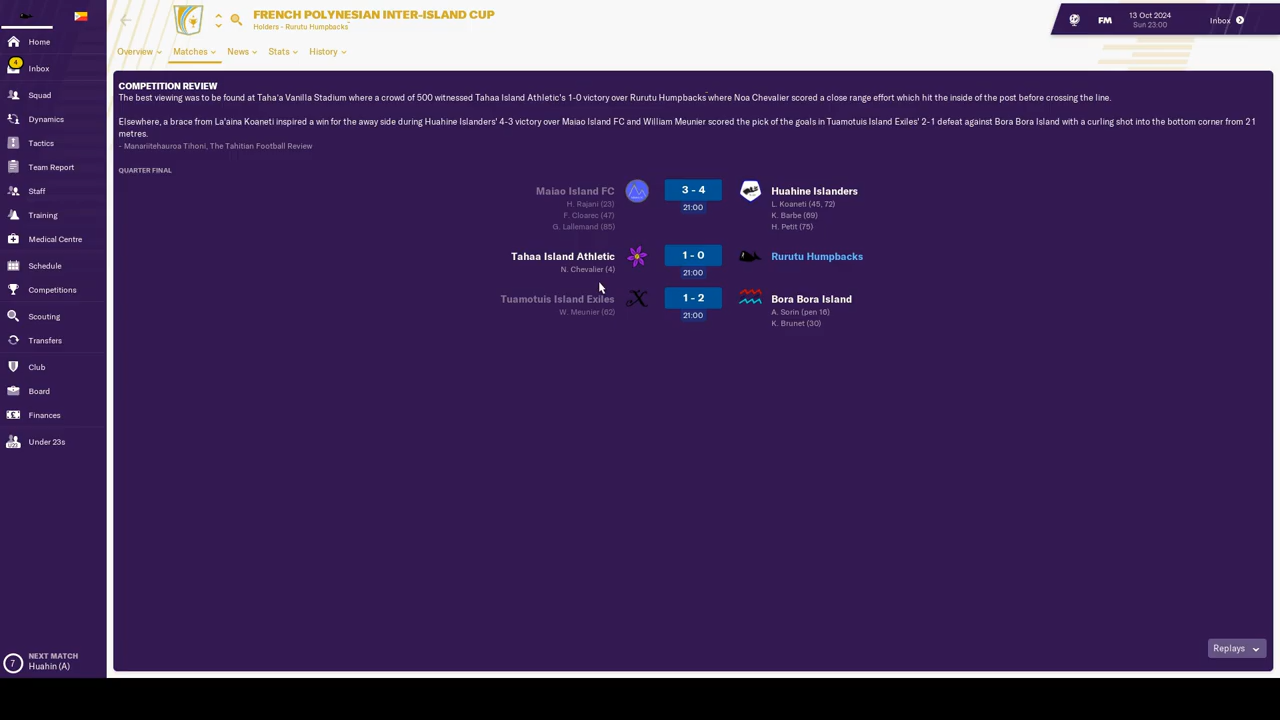 FRENCH POLYNESIAN INTER-ISLAND CUP
Holders - Rurutu Humpbacks
FM
13 Oct 2024
Sun 23:00
Inbox
Overview
Matches
News
Stats
History
4
Home
Inbox
Squad
Dynamics
Tactics
Team Report
Staff
Training
Medical Centre
Schedule
Competitions
Scouting
Transfers
Club
Board
Finances
Under 23s
7
NEXT MATCH
Huahin (A)
COMPETITION REVIEW
The best viewing was to be found at Taha'a Vanilla Stadium where a crowd of 500 witnessed Tahaa Island Athletic's 1-0 victory over Rurutu Humpbacks where Noa Chevalier scored a close range effort which hit the inside of the post before crossing the line.
Elsewhere, a brace from La'aina Koaneti inspired a win for the away side during Huahine Islanders' 4-3 victory over Maiao Island FC and William Meunier scored the pick of the goals in Tuamotuis Island Exiles' 2-1 defeat against Bora Bora Island with a curling shot into the bottom corner from 21
metres.
- Manariitehauroa Tihoni, The Tahitian Football Review
QUARTER FINAL
Maiao Island FC 3 - 4 Huahine Islanders
H. Rajani (23) 21:00 L. Koaneti (45, 72)
F. Cloarec (47) K. Barbe (69)
G. Lallemand (85) H. Petit (75)
Tahaa Island Athletic 1 - 0 Rurutu Humpbacks
N. Chevalier (4) 21:00
Tuamotuis Island Exiles 1 - 2 Bora Bora Island
W. Meunier (62) 21:00 A. Sorin (pen 16)
K. Brunet (30)
Replays